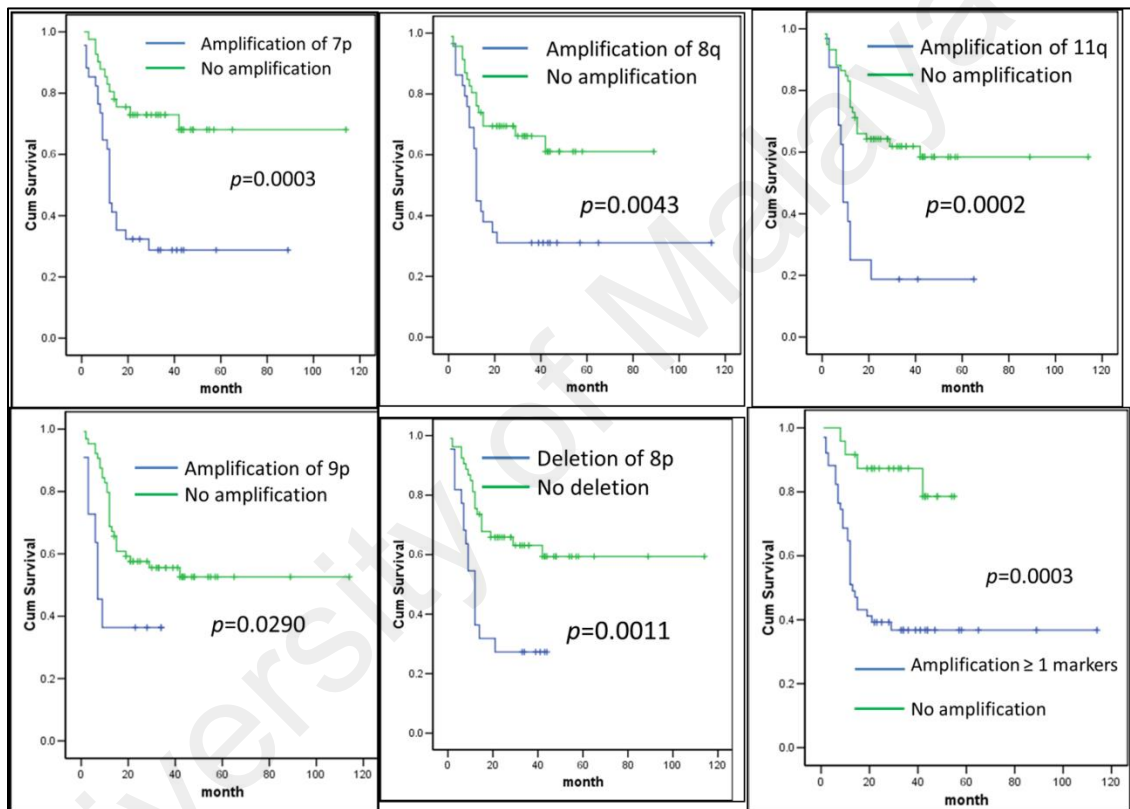 Amplification of 7p
No amplification
p=0.0003
Cum Survival
1.0
0.8
0.6
0.4
0.2
0.0
0 20 40 60 80 100 120
month
Amplification of 8q
No amplification
p=0.0043
Cum Survival
1.0
0.8
0.6
0.4
0.2
0.0
0 20 40 60 80 100 120
month
Amplification of 11q
No amplification
p=0.0002
Cum Survival
1.0
0.8
0.6
0.4
0.2
0.0
0 20 40 60 80 100 120
month
Amplification of 9p
No amplification
p=0.0290
Cum Survival
1.0
0.8
0.6
0.4
0.2
0.0
0 20 40 60 80 100 120
month
Deletion of 8p
No deletion
p=0.0011
Cum Survival
1.0
0.8
0.6
0.4
0.2
0.0
0 20 40 60 80 100 120
month
p=0.0003
Amplification ≥ 1 markers
No amplification
Cum Survival
1.0
0.8
0.6
0.4
0.2
0.0
0 20 40 60 80 100 120
month
versity of Malaya